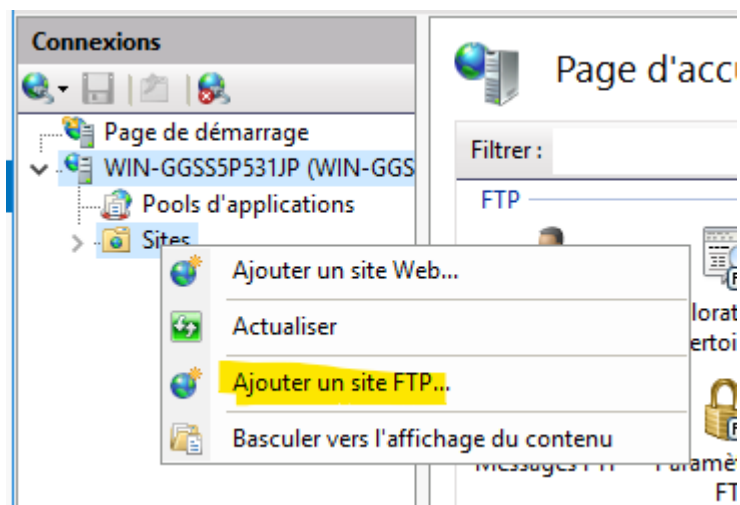 Connexions
Page d'accu
Page de démarrage
Filtrer :
WIN-GGSS5P531JP (WIN-GGS
FTP
Pools d'applications
Sites
Ajouter un site Web...
Actualiser
Ajouter un site FTP...
Basculer vers l'affichage du contenu
Messages FTP